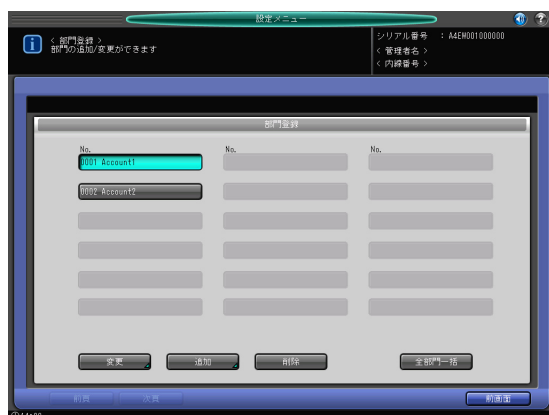 設定メニュー
< 部門登録 >
部門の追加/変更ができます
シリアル番号 : A4EM001000000
< 管理者名 >
< 内線番号 >
部門登録
No. No. No.
0001 Account1
0002 Account2
変更 追加 削除 全部門一括
前頁 次頁 前画面